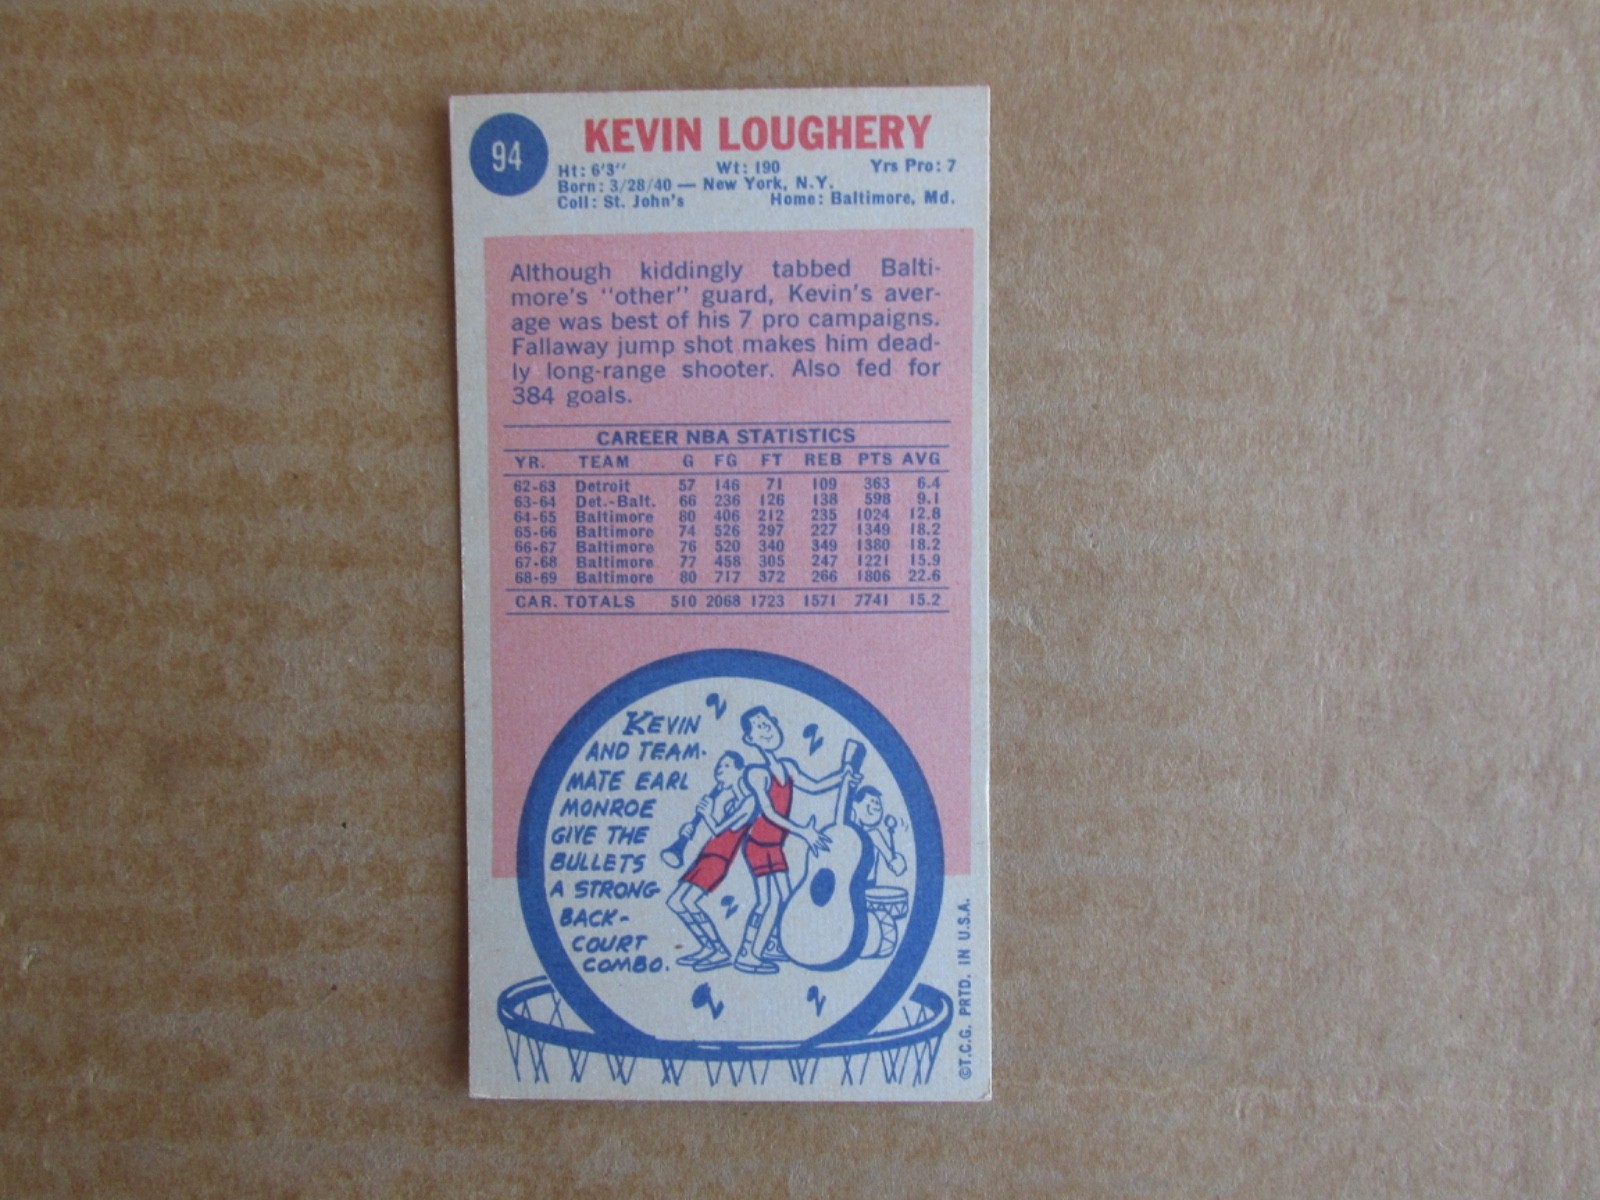 94
KEVIN LOUGHERY
Ht: 6'3" Wt: 190 Yrs Pro: 7
Born: 3/28/40 — New York, N.Y.
Coll: St. John's Home: Baltimore, Md.
Although kiddingly tabbed Balti-
more's "other" guard, Kevin's aver-
age was best of his 7 pro campaigns.
Fallaway jump shot makes him dead-
ly long-range shooter. Also fed for
384 goals.
CAREER NBA STATISTICS
YR. TEAM G FG FT REB PTS AVG
62-63 Detroit 57 146 71 109 363 6.4
63-64 Det.-Balt. 66 236 126 138 598 9.1
64-65 Baltimore 80 406 212 235 1024 12.8
65-66 Baltimore 74 526 297 227 1349 18.2
66-67 Baltimore 76 520 340 349 1380 18.2
67-68 Baltimore 77 458 305 247 1221 15.9
68-69 Baltimore 80 717 372 266 1806 22.6
CAR. TOTALS 510 2068 1723 1571 7741 15.2
KEVIN
AND TEAM-
MATE EARL
MONROE
GIVE THE
BULLETS
A STRONG
BACK-
COURT
COMBO.
©T.C.G. PRTD. IN U.S.A.